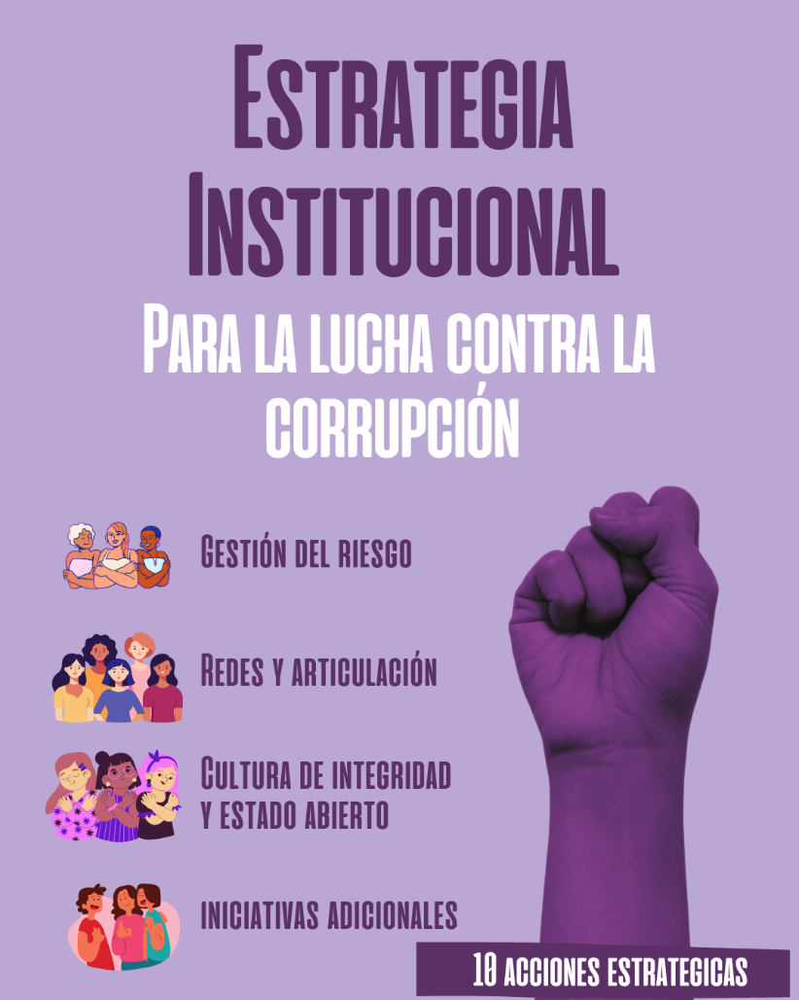 Estrategia
Institucional
Para la lucha contra la
corrupción
Gestión del riesgo
Redes y articulación
Cultura de integridad
y estado abierto
iniciativas adicionales
10 acciones estrategicas